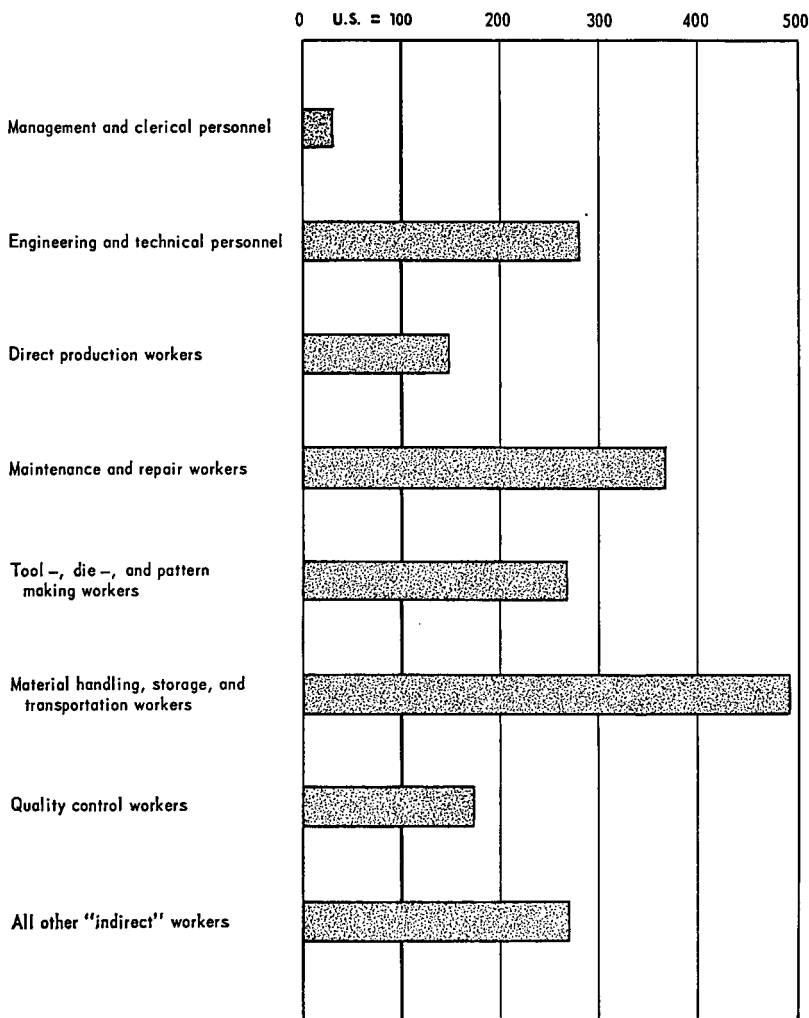 0 U.S. = 100 200 300 400 500
Management and clerical personnel
Engineering and technical personnel
Direct production workers
Maintenance and repair workers
Tool –, die –, and pattern
making workers
Material handling, storage, and
transportation workers
Quality control workers
All other "indirect" workers